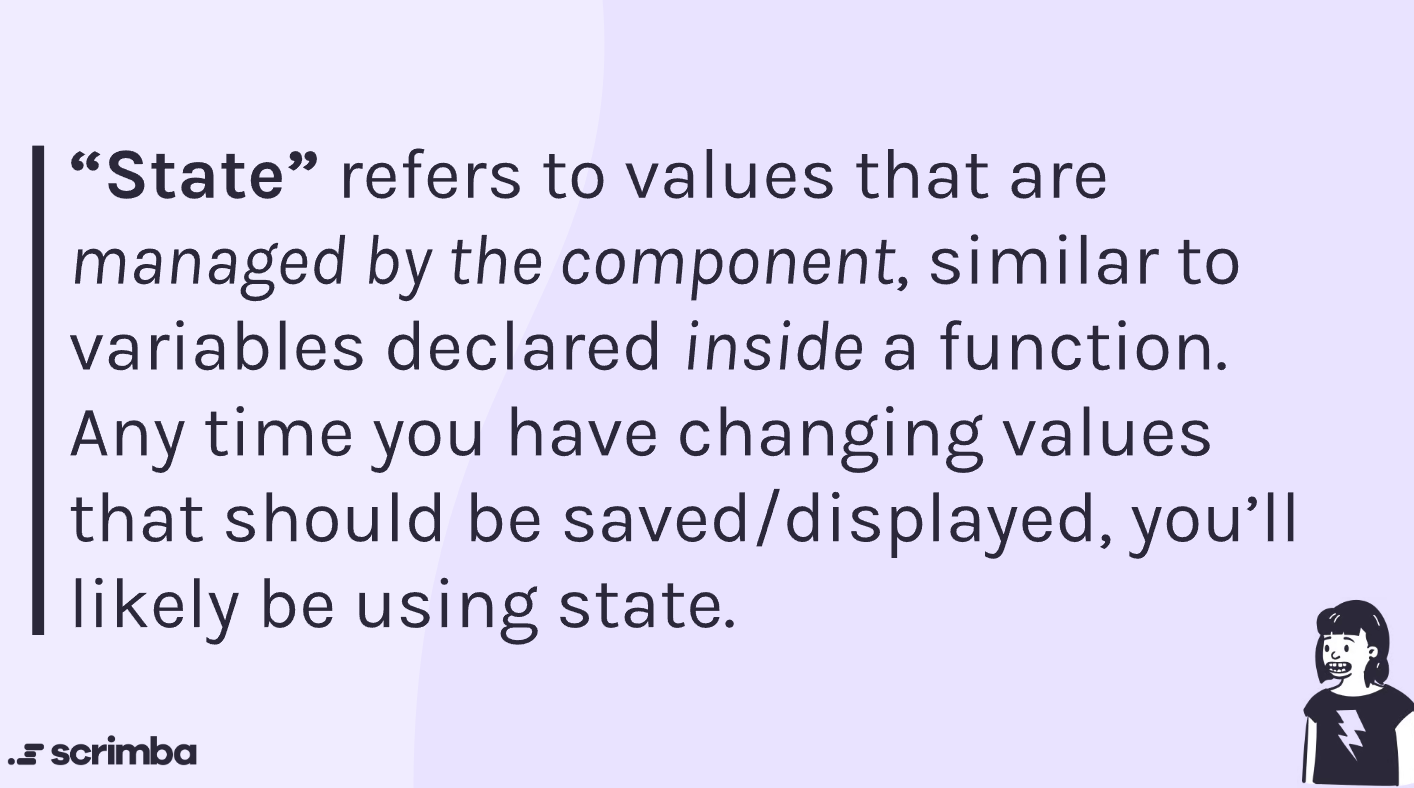 “State” refers to values that are
managed by the component, similar to
variables declared inside a function.
Any time you have changing values
that should be saved/displayed, you’ll
likely be using state.
scrimba